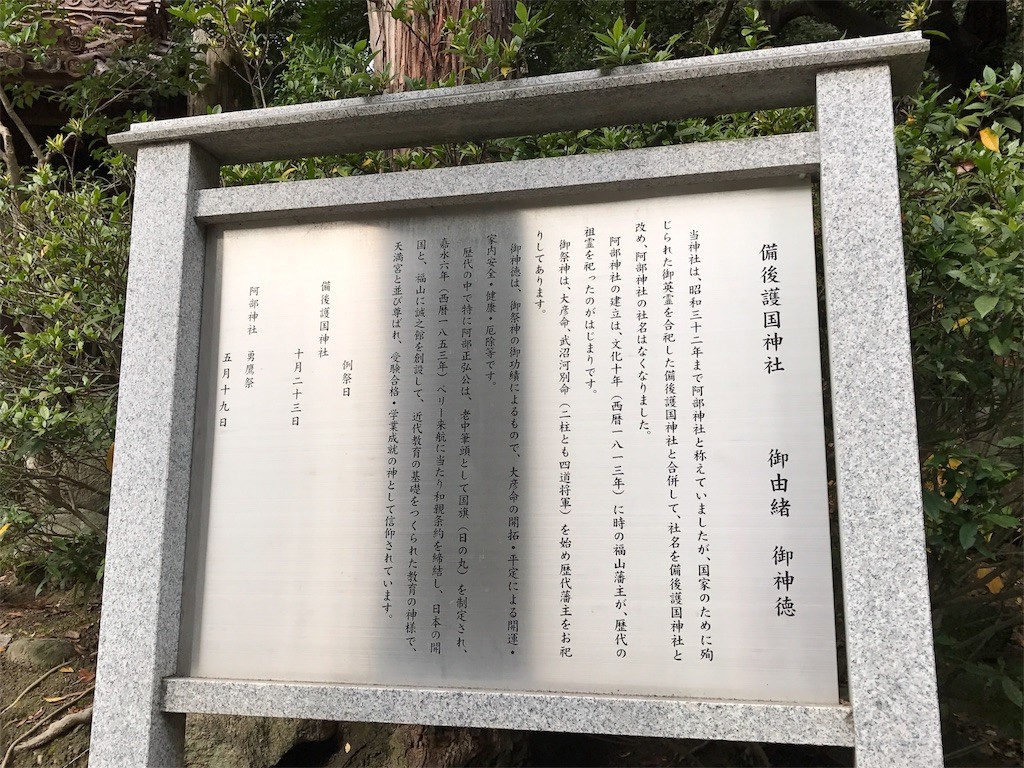 備後護国神社　御由緒　御神徳
当神社は、昭和三十二年まで阿部神社と称えていましたが、国家のために殉
じられた御英霊を合祀した備後護国神社と合併して、社名を備後護国神社と
改め、阿部神社の社名はなくなりました。
阿部神社の建立は、文化十年（西暦一八一三年）に時の福山藩主が、歴代の
祖霊を祀ったのがはじまりです。
御祭神は、大彦命、武沼河別命（二柱とも四道将軍）を始め歴代藩主をお祀
りしてあります。
御神徳は、御祭神の御功績によるもので、大彦命の開拓・平定による開運・
家内安全・健康・厄除等です。
歴代の中で特に阿部正弘公は、老中筆頭として国旗（日の丸）を制定され、
嘉永六年（西暦一八五三年）ペリー来航に当たり和親条約を締結し、日本の開
国と、福山に誠之館を創設して、近代教育の基礎をつくられた教育の神様で、
天満宮と並び尊ばれ、受験合格・学業成就の神として信仰されています。
例祭日
備後護国神社
十月二十三日
阿部神社　勇鷹祭
五月十九日